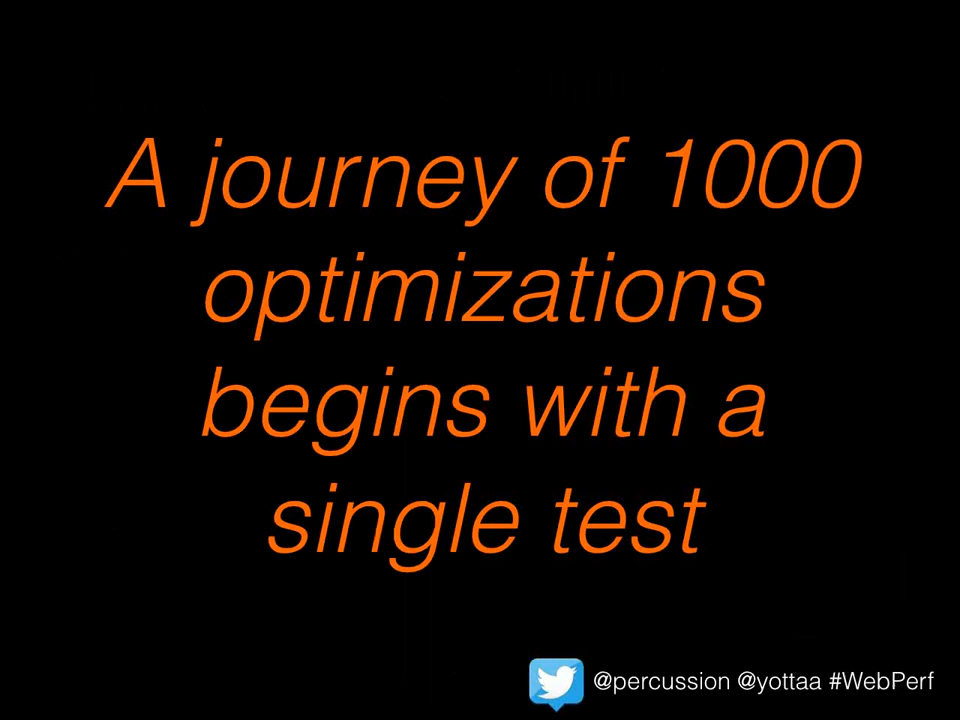 A journey of 1000
optimizations
begins with a
single test
@percussion @yottaa #WebPerf